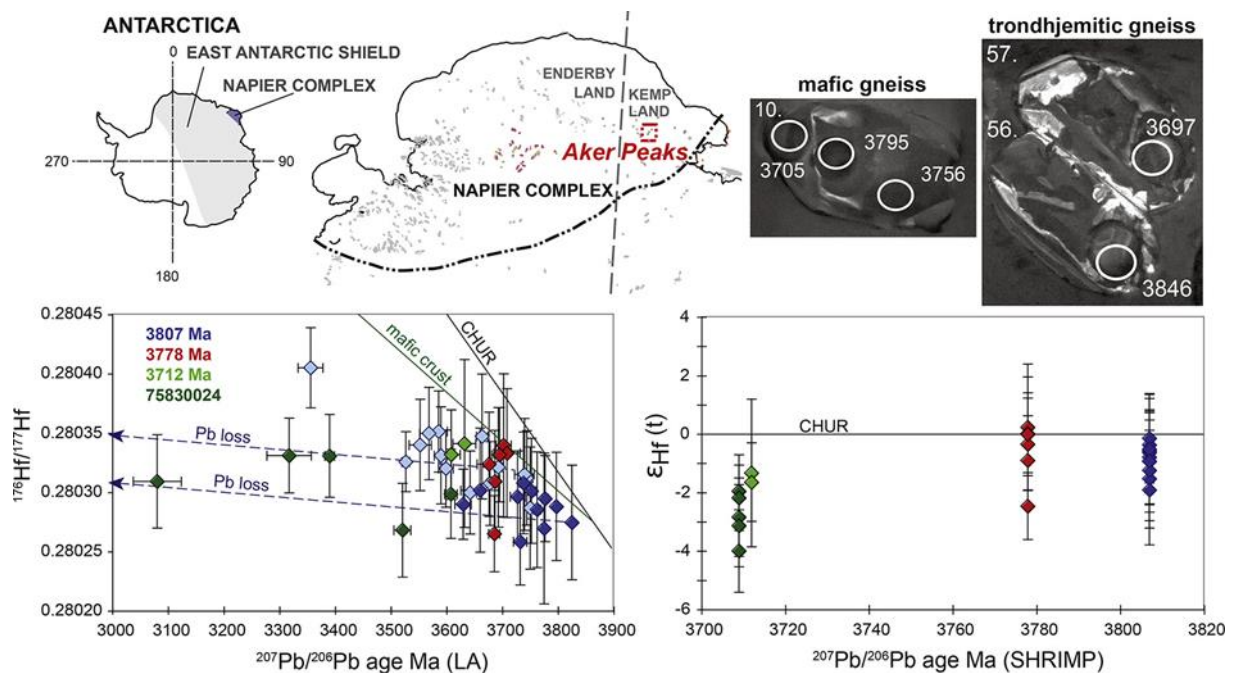 ANTARCTICA
0
EAST ANTARCTIC SHIELD
NAPIER COMPLEX
270
90
180
ENDERBY
LAND
KEMP
LAND
Aker Peaks
NAPIER COMPLEX
mafic gneiss
10.
3705
3795
3756
trondhjemitic gneiss
57.
56.
3697
3846
0.28045
0.28040
0.28035
0.28030
0.28025
0.28020
¹⁷⁶Hf/¹⁷⁷Hf
3807 Ma
3778 Ma
3712 Ma
75830024
mafic crust
CHUR
Pb loss
Pb loss
3000 3100 3200 3300 3400 3500 3600 3700 3800 3900
²⁰⁷Pb/²⁰⁶Pb age Ma (LA)
4
2
0
-2
-4
-6
εHf (t)
CHUR
3700 3720 3740 3760 3780 3800 3820
²⁰⁷Pb/²⁰⁶Pb age Ma (SHRIMP)